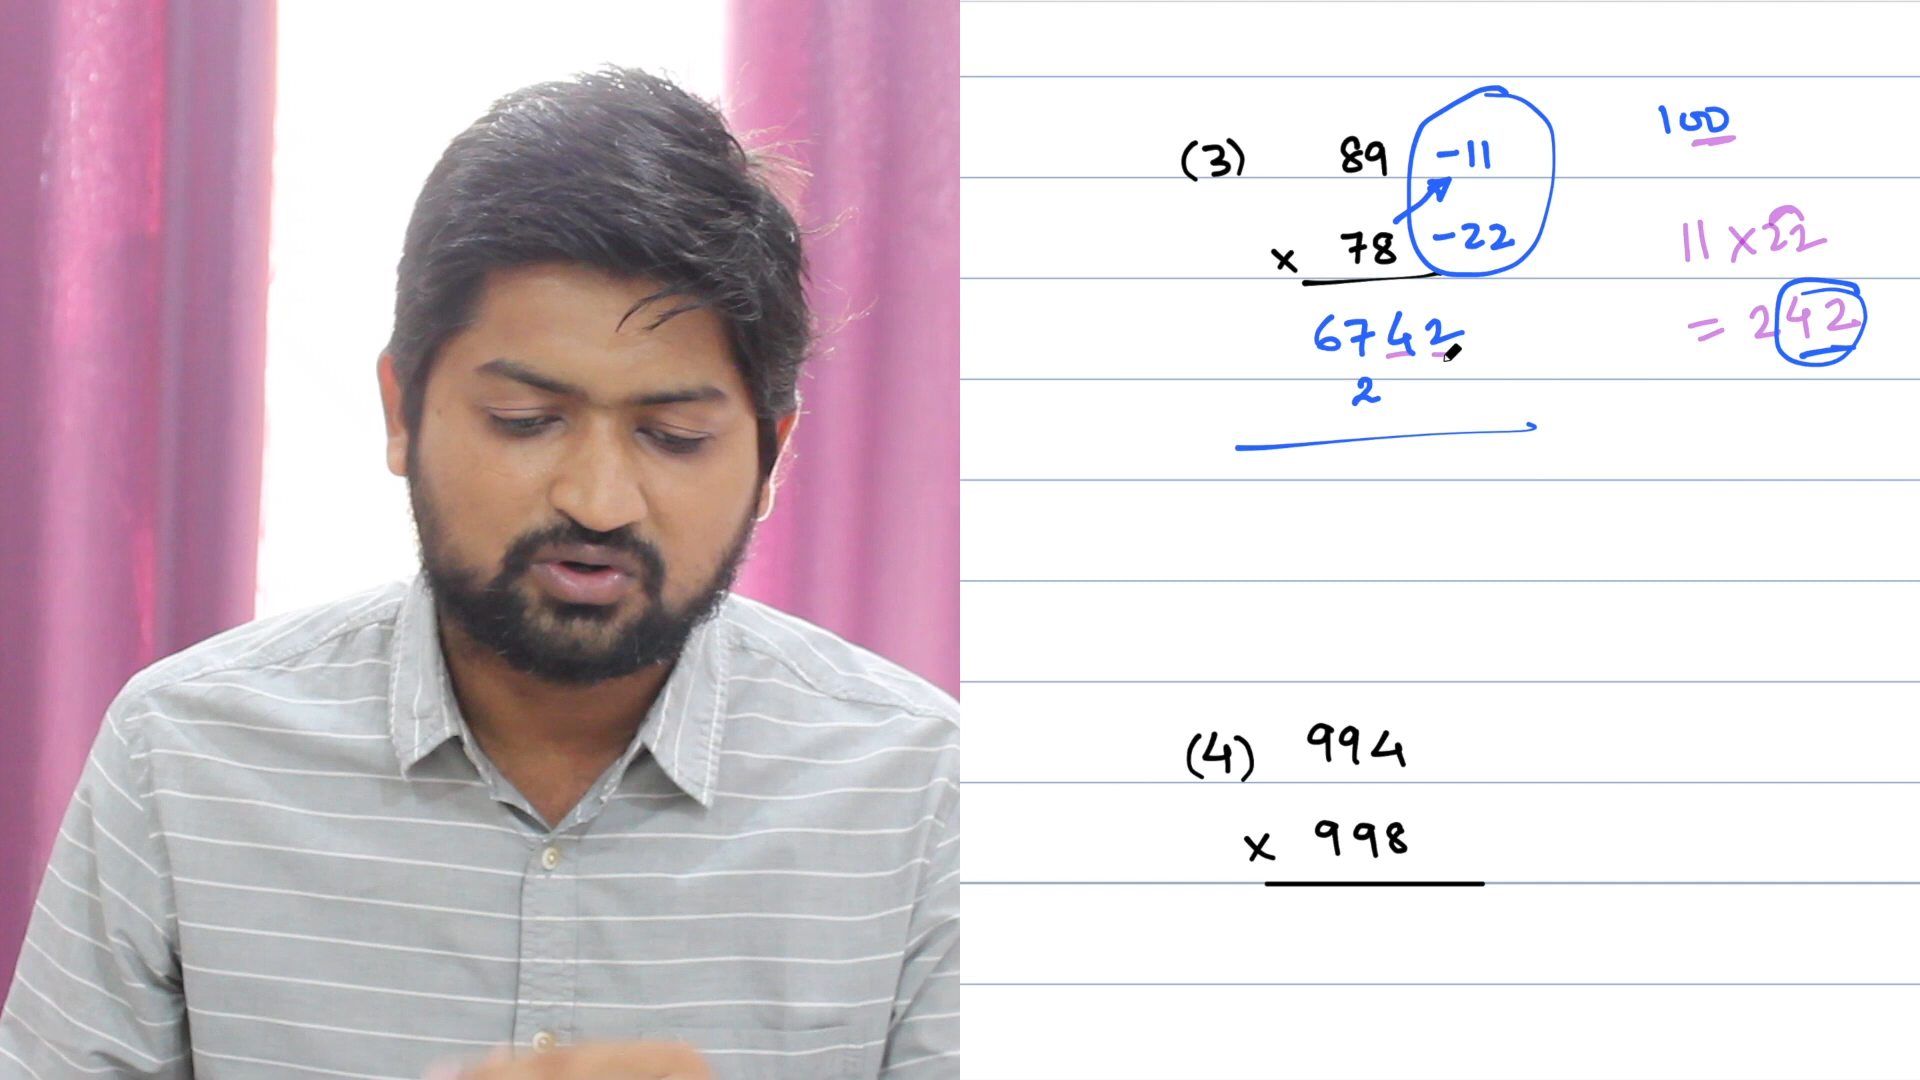 (3) 89 -11 100
x 78 -22 11 x 22
6742 = 242
2
(4) 994
x 998